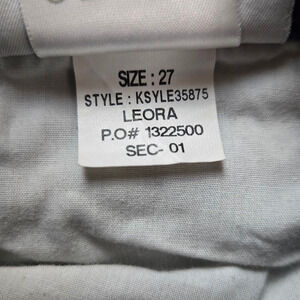 SIZE : 27
STYLE : KSYLE35875
LEORA
P.O# 1322500
SEC- 01